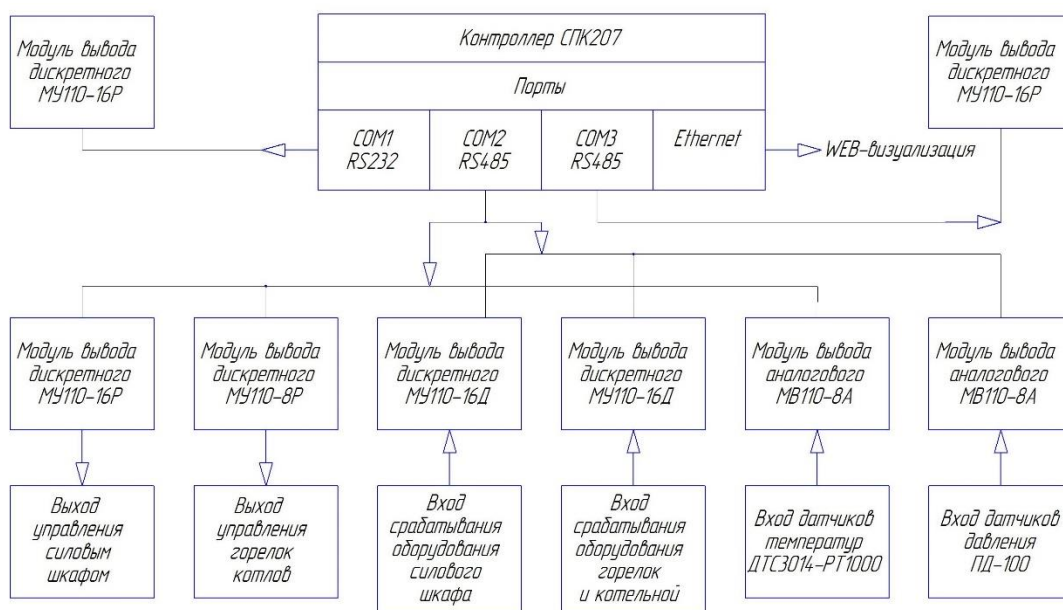 Модуль вывода
дискретного
МУ110-16Р
Контроллер СПК207
Порты
COM1
RS232
COM2
RS485
COM3
RS485
Ethernet
WEB-визуализация
Модуль вывода
дискретного
МУ110-16Р
Модуль вывода
дискретного
МУ110-16Р
Модуль вывода
дискретного
МУ110-8Р
Модуль вывода
дискретного
МУ110-16Д
Модуль вывода
дискретного
МУ110-16Д
Модуль вывода
аналогового
МВ110-8А
Модуль вывода
аналогового
МВ110-8А
Выход
управления
силовым
шкафом
Выход
управления
горелок
котлов
Вход
срабатывания
оборудования
силового
шкафа
Вход
срабатывания
оборудования
горелок
и котельной
Вход датчиков
температур
ДТС3014-РТ1000
Вход датчиков
давления
ПД-100